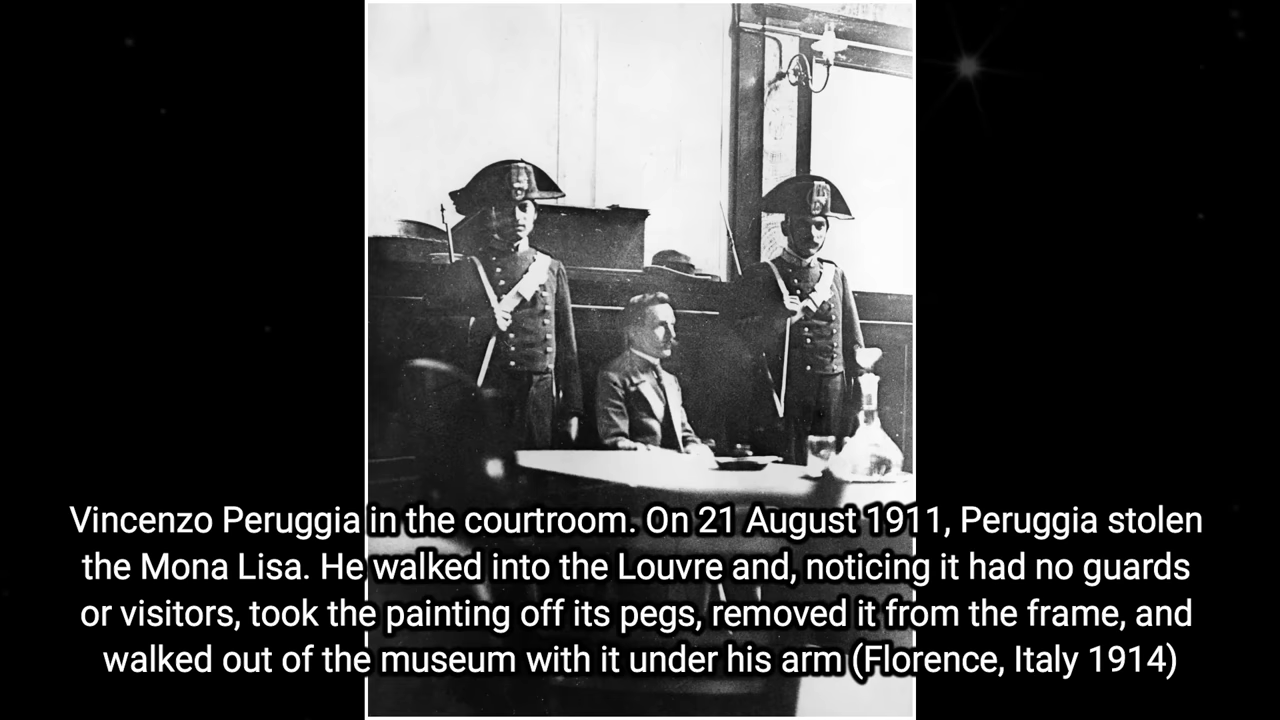 Vincenzo Peruggia in the courtroom. On 21 August 1911, Peruggia stolen
the Mona Lisa. He walked into the Louvre and, noticing it had no guards
or visitors, took the painting off its pegs, removed it from the frame, and
walked out of the museum with it under his arm (Florence, Italy 1914)